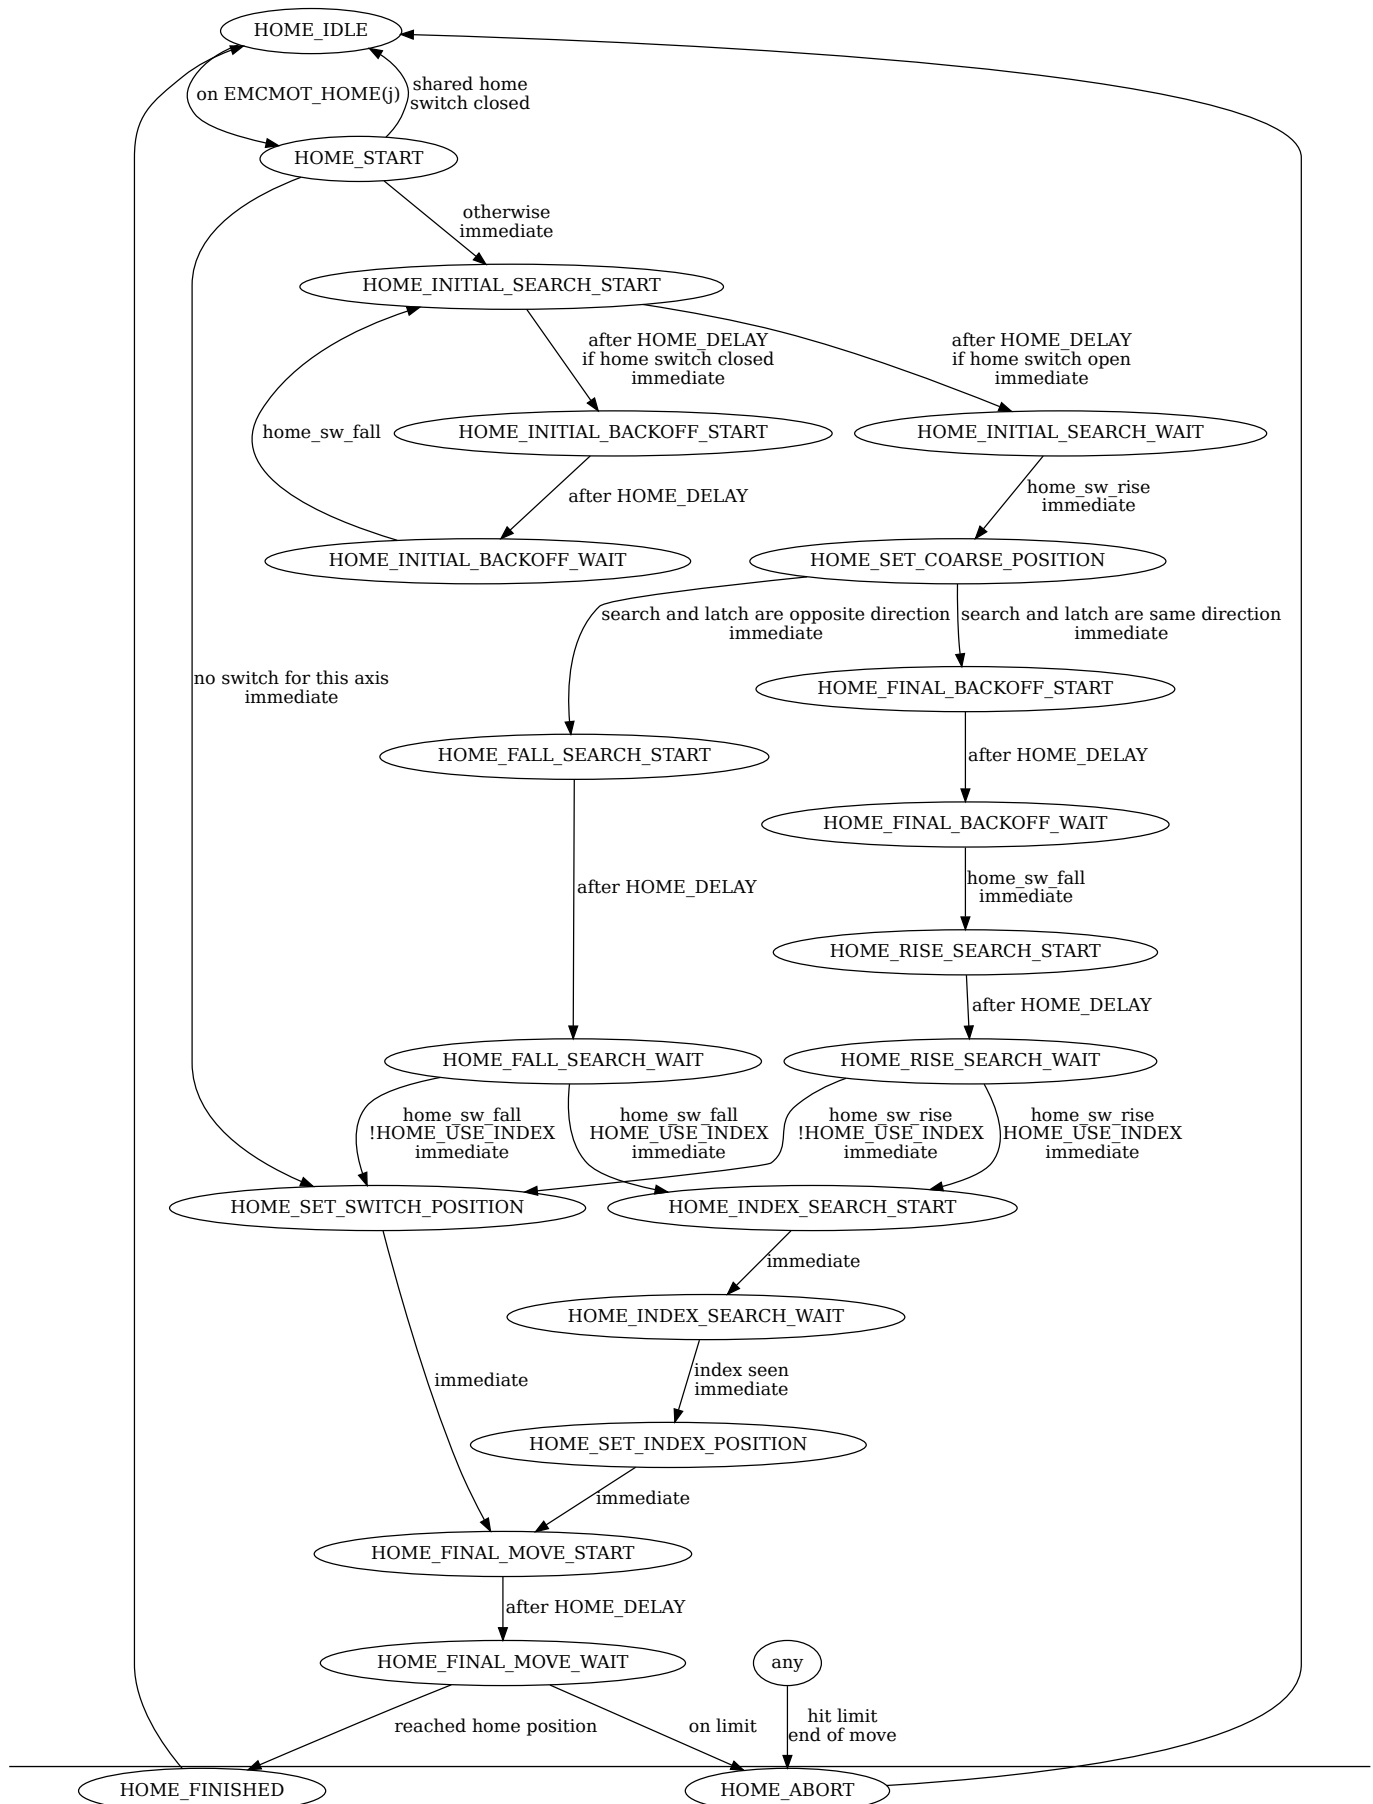 HOME_IDLE
on EMCMOT_HOME(j)
shared home
switch closed
HOME_START
otherwise
immediate
HOME_INITIAL_SEARCH_START
after HOME_DELAY
if home switch closed
immediate
after HOME_DELAY
if home switch open
immediate
home_sw_fall
HOME_INITIAL_BACKOFF_START
HOME_INITIAL_SEARCH_WAIT
after HOME_DELAY
home_sw_rise
immediate
HOME_INITIAL_BACKOFF_WAIT
HOME_SET_COARSE_POSITION
search and latch are opposite direction
immediate
search and latch are same direction
immediate
no switch for this axis
immediate
HOME_FINAL_BACKOFF_START
HOME_FALL_SEARCH_START
after HOME_DELAY
HOME_FINAL_BACKOFF_WAIT
after HOME_DELAY
home_sw_fall
immediate
HOME_RISE_SEARCH_START
after HOME_DELAY
HOME_FALL_SEARCH_WAIT
HOME_RISE_SEARCH_WAIT
home_sw_fall
!HOME_USE_INDEX
immediate
home_sw_fall
HOME_USE_INDEX
immediate
home_sw_rise
!HOME_USE_INDEX
immediate
home_sw_rise
HOME_USE_INDEX
immediate
HOME_SET_SWITCH_POSITION
HOME_INDEX_SEARCH_START
immediate
HOME_INDEX_SEARCH_WAIT
immediate
index seen
immediate
HOME_SET_INDEX_POSITION
immediate
HOME_FINAL_MOVE_START
after HOME_DELAY
HOME_FINAL_MOVE_WAIT
any
reached home position
on limit
hit limit
end of move
HOME_FINISHED
HOME_ABORT